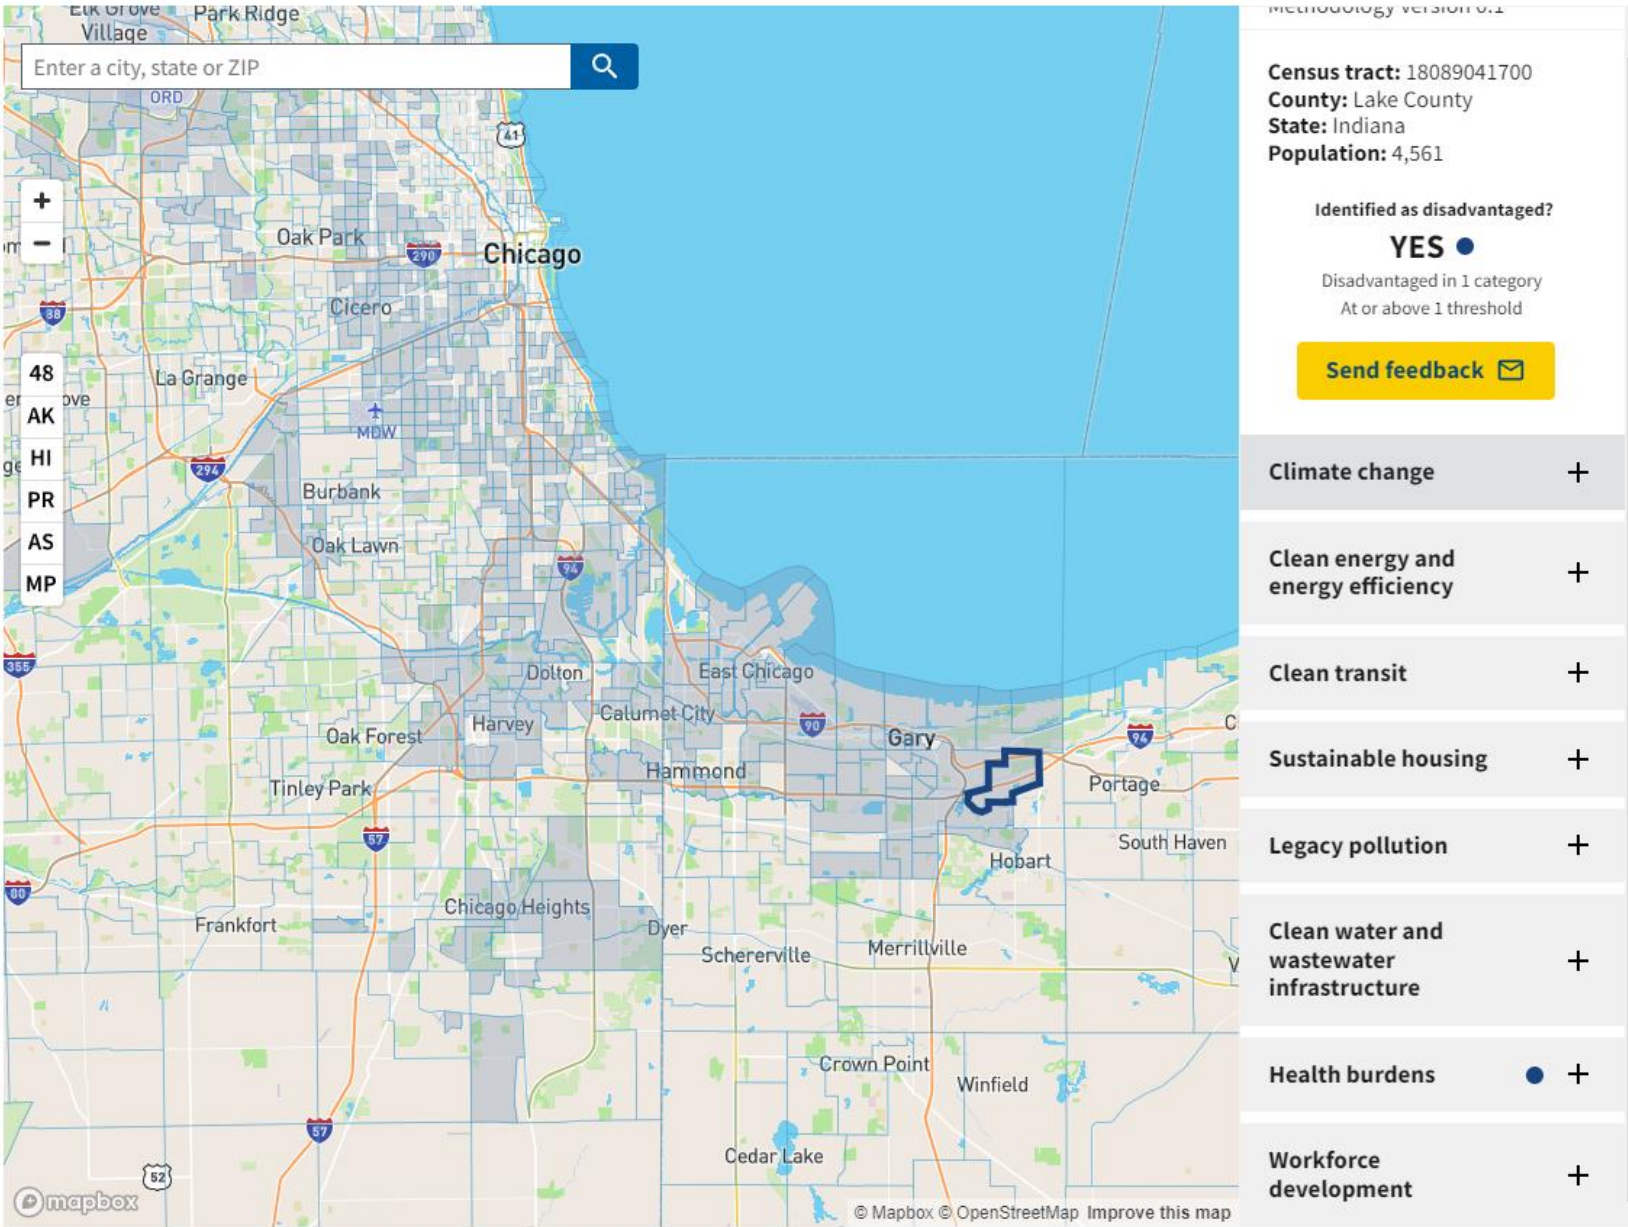 Elk Grove
Village
Park Ridge
Enter a city, state or ZIP
ORD
41
+
−
Oak Park
290
Chicago
Cicero
88
48
La Grange
AK
MDW
HI
294
PR
Burbank
AS
Oak Lawn
94
MP
355
Dolton
East Chicago
Calumet City
90
Harvey
Oak Forest
Gary
94
Hammond
Tinley Park
Portage
57
South Haven
Hobart
80
Chicago Heights
Frankfort
Dyer
Merrillville
Schererville
Crown Point
Winfield
57
Cedar Lake
52
mapbox
© Mapbox © OpenStreetMap Improve this map
Methodology version 0.1
Census tract: 18089041700
County: Lake County
State: Indiana
Population: 4,561
Identified as disadvantaged?
YES
Disadvantaged in 1 category
At or above 1 threshold
Send feedback
Climate change +
Clean energy and
energy efficiency +
Clean transit +
Sustainable housing +
Legacy pollution +
Clean water and
wastewater
infrastructure +
Health burdens +
Workforce
development +